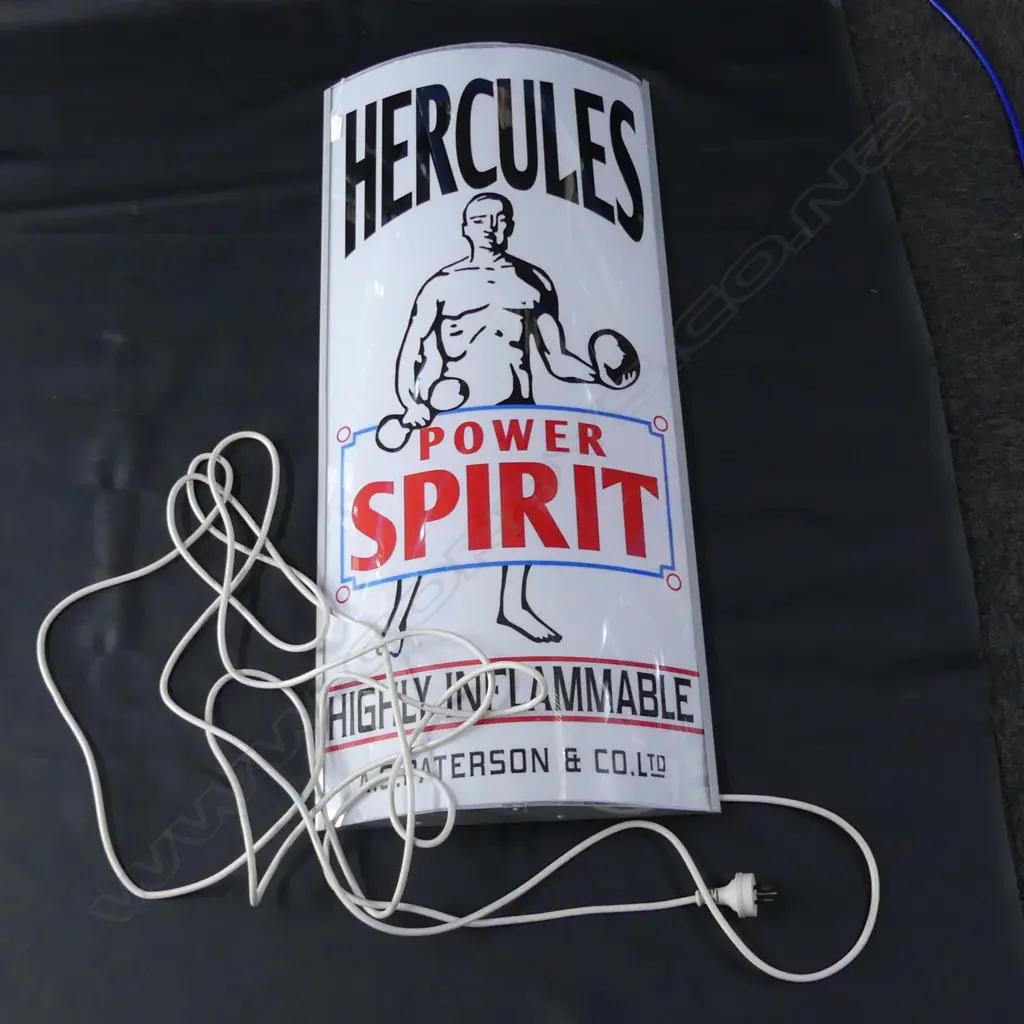 HERCULES
POWER
SPIRIT
HIGHLY INFLAMMABLE
A.S. PATERSON & CO. LTD